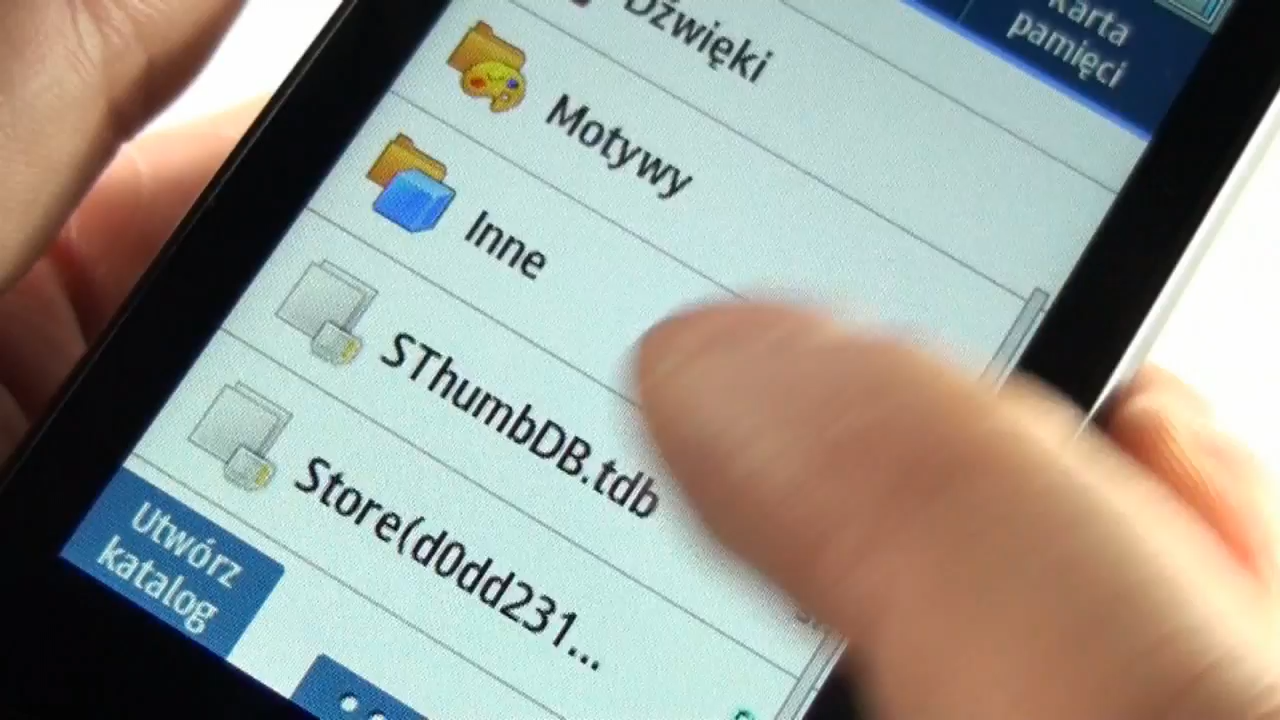 Karta
pamięci
Dźwięki
Motywy
Inne
SThumbDB.tdb
Store(d0dd231...
Utwórz
katalog